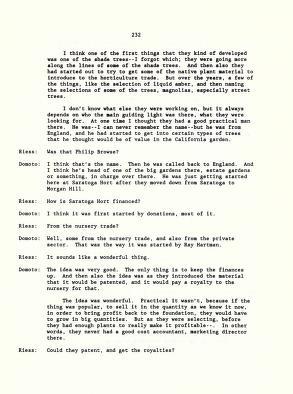 232
I think one of the first things that they kind of developed
was one of the shade trees--I forgot which; they were going more
along the lines of some of the shade trees. And then also they
had started out to try to get some of the native plant material to
introduce to the horticulture trade. But over the years, a few of
the things, like the selection of liquid amber, and then naming
the selections of some of the trees, magnolias, especially street
trees.
I don't know what else they were working on, but it always
depends on who the main guiding light was there, what they were
looking for. At one time I thought they had a good practical man
there. He was--I can never remember the name--but he was from
England, and he had started to get into certain types of trees
that he thought would be of value in the California garden.
Riess: Was that Philip Browse?
Domoto: I think that's the name. Then he was called back to England. And
I think he's head of one of the big gardens there, estate gardens
or something, in charge over there. He was just getting started
here at Saratoga Hort after they moved down from Saratoga to
Morgan Hill.
Riess: How is Saratoga Hort financed?
Domoto: I think it was first started by donations, most of it.
Riess: From the nursery trade?
Domoto: Well, some from the nursery trade, and also from the private
sector. That was the way it was started by Ray Hartman.
Riess: It sounds like a wonderful thing.
Domoto: The idea was very good. The only thing is to keep the finances
up. And then also the idea was as they introduced the material
that it would be patented, and it would pay a royalty to the
nursery for that.
The idea was wonderful. Practical it wasn't, because if the
thing was popular, to sell it in the quantity as we know it now,
in order to bring profit back to the foundation, they would have
to grow in big quantities. But as they were selecting, before
they had enough plants to really make it profitable--. In other
words, they never had a good cost accountant, marketing director
there.
Riess: Could they patent, and get the royalties?